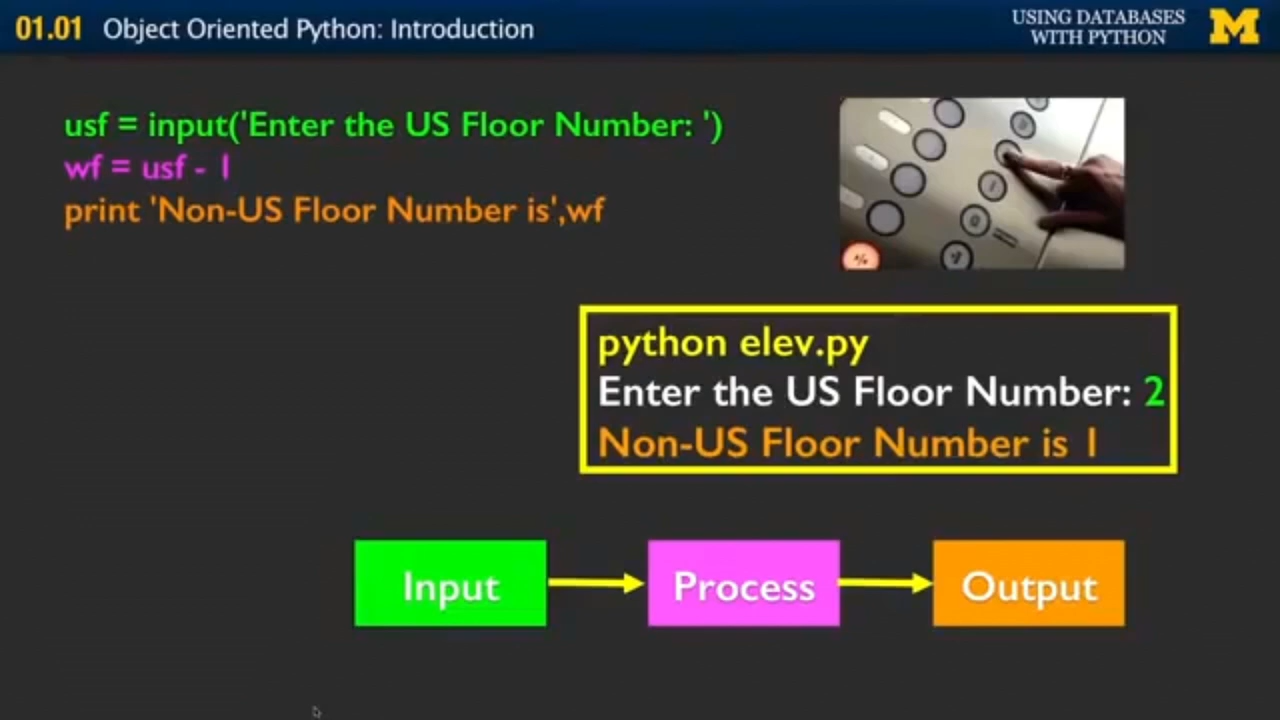 01.01 Object Oriented Python: Introduction
USING DATABASES
WITH PYTHON
M
usf = input('Enter the US Floor Number: ')
wf = usf - 1
print 'Non-US Floor Number is',wf
python elev.py
Enter the US Floor Number: 2
Non-US Floor Number is 1
Input
Process
Output